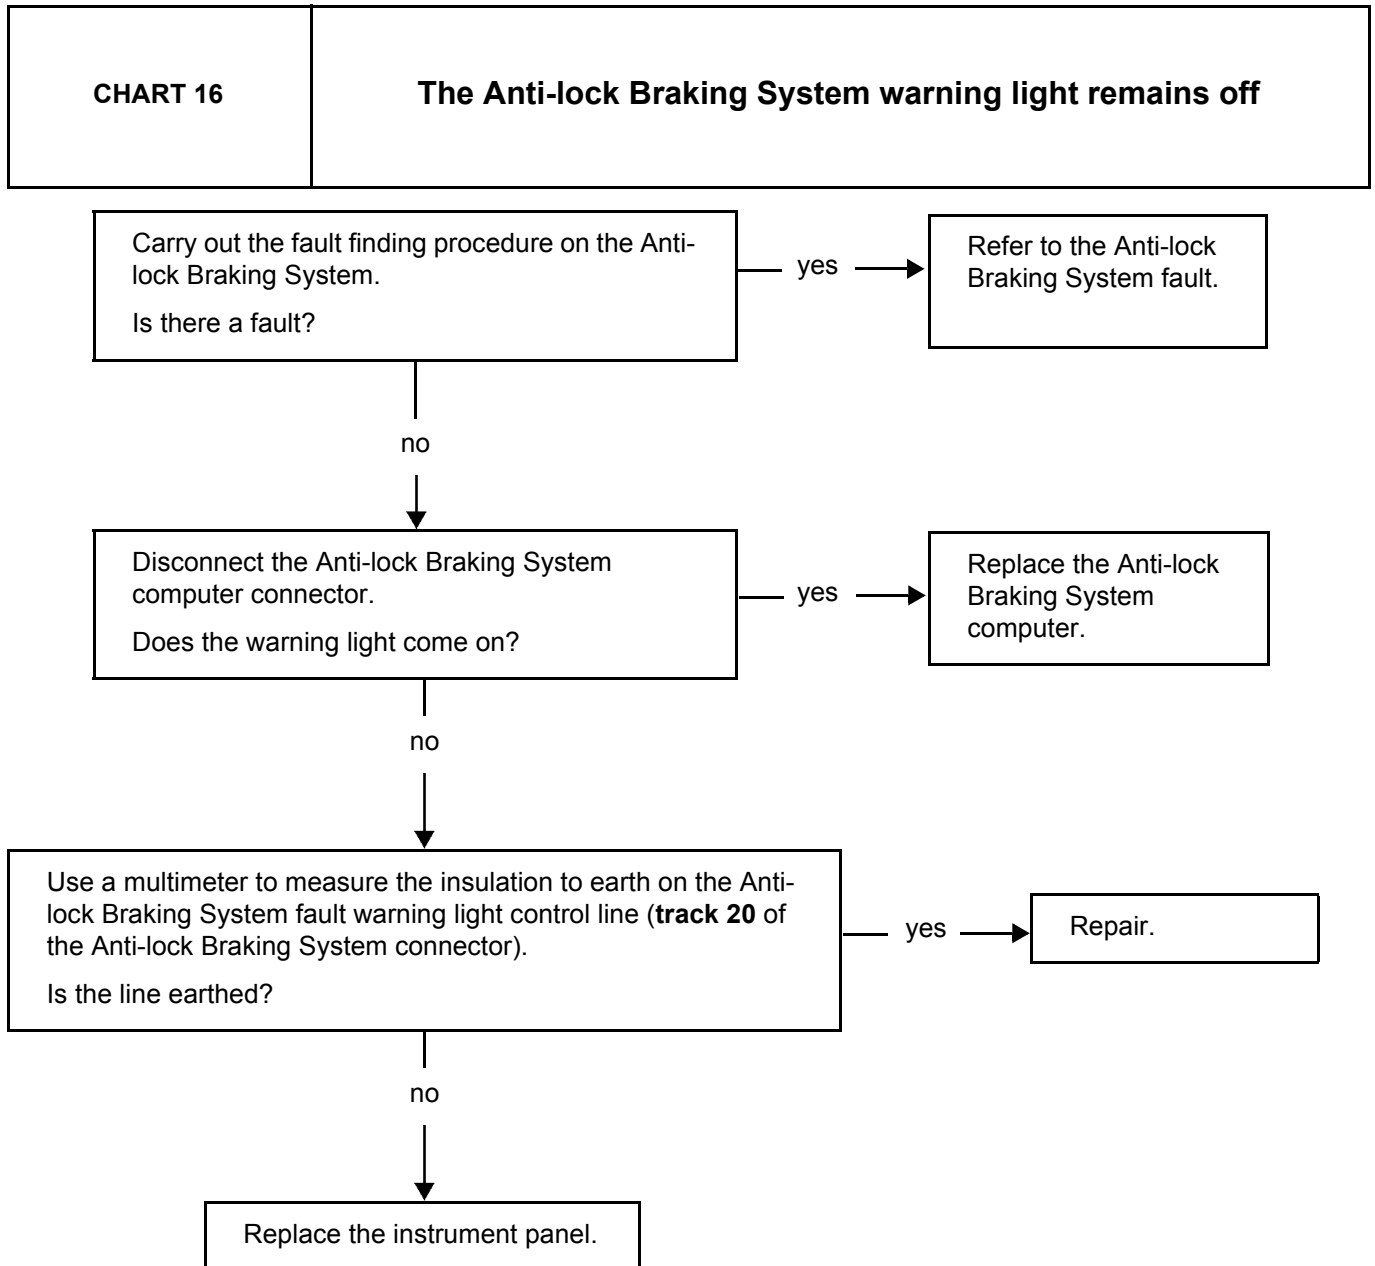 CHART 16
The Anti-lock Braking System warning light remains off
Carry out the fault finding procedure on the Anti-
lock Braking System.
Is there a fault?
yes
Refer to the Anti-lock
Braking System fault.
no
Disconnect the Anti-lock Braking System
computer connector.
Does the warning light come on?
yes
Replace the Anti-lock
Braking System
computer.
no
Use a multimeter to measure the insulation to earth on the Anti-
lock Braking System fault warning light control line (track 20 of
the Anti-lock Braking System connector).
Is the line earthed?
yes
Repair.
no
Replace the instrument panel.